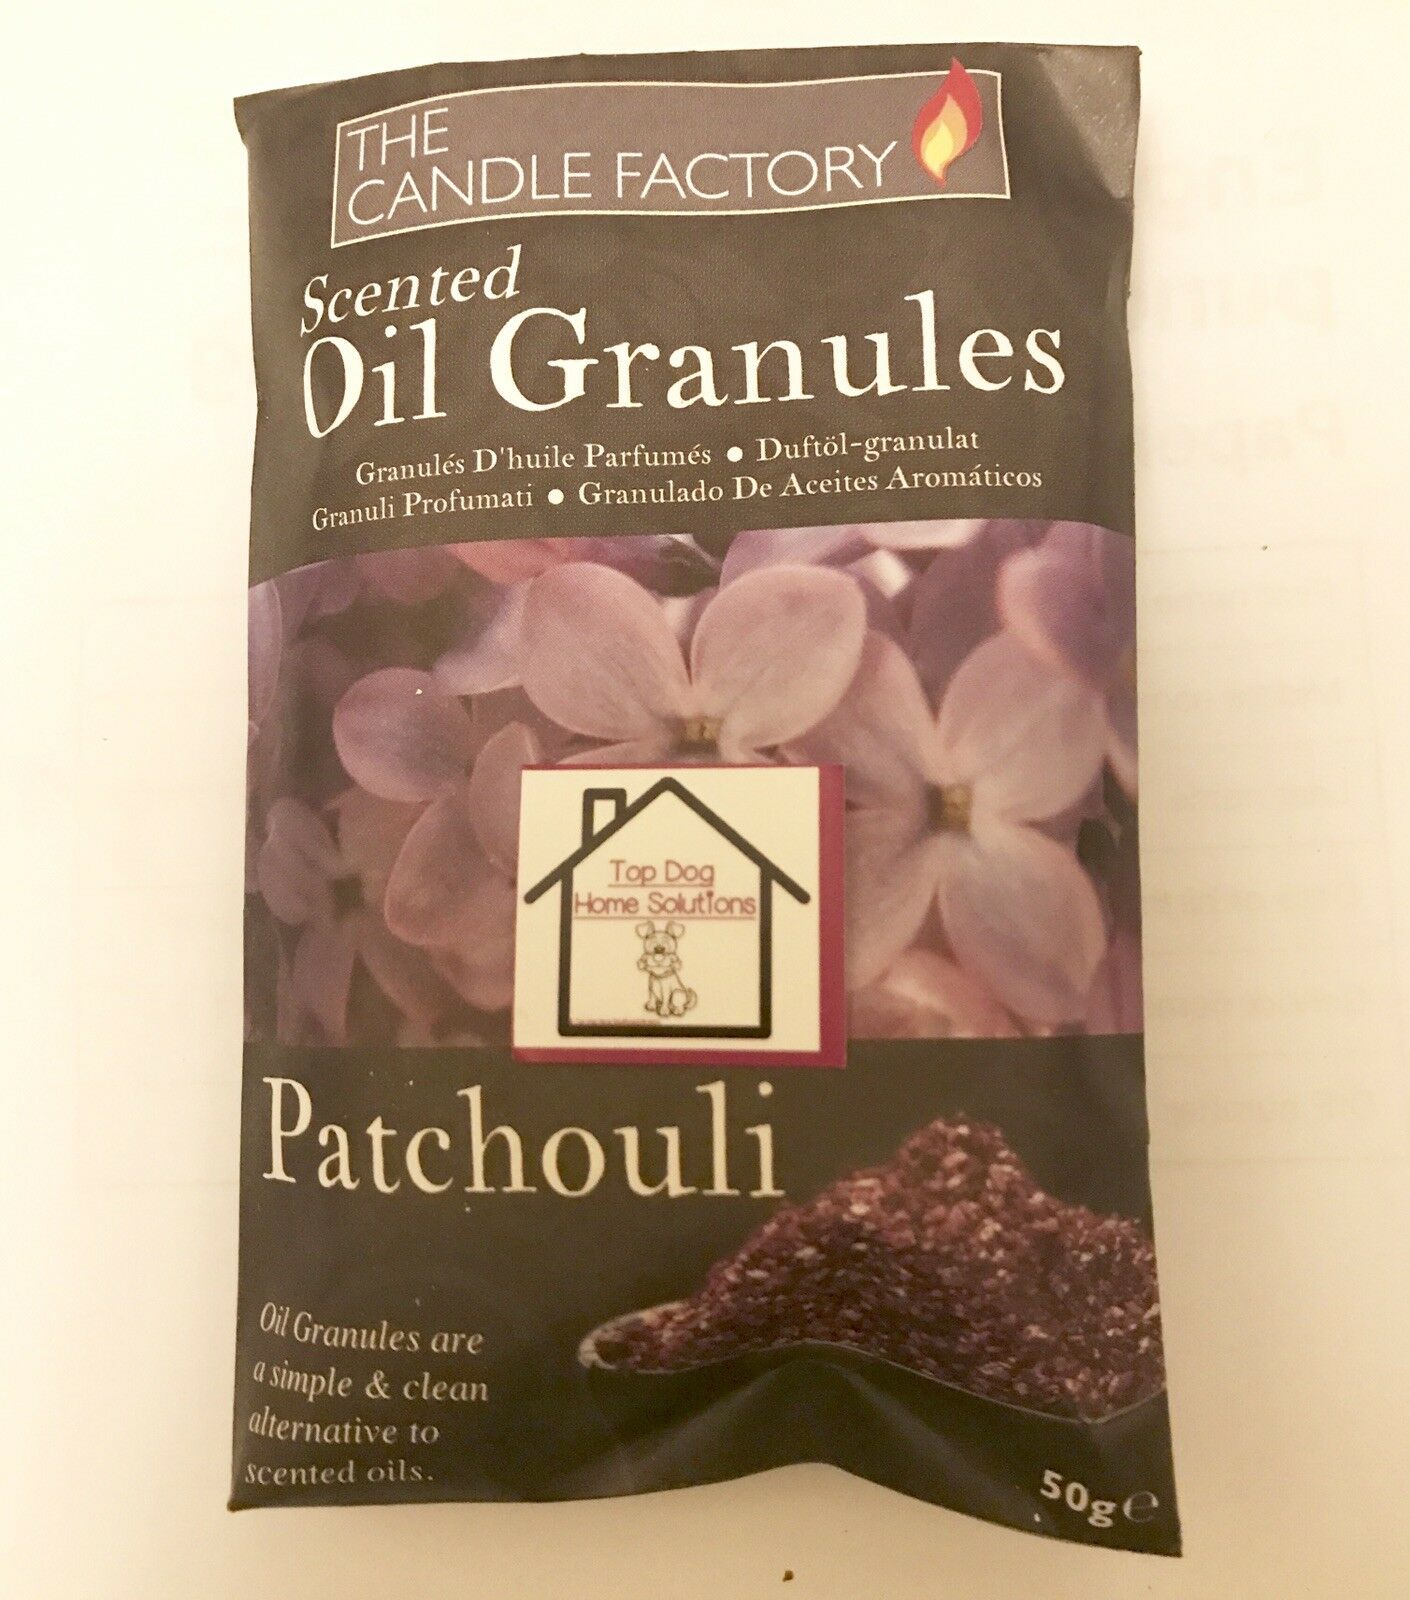 THE
CANDLE FACTORY
Scented
Oil Granules
Granulés D'huile Parfumés • Duftöl-granulat
Granuli Profumati • Granulado De Aceites Aromáticos
Top Dog
Home Solutions
Patchouli
Oil Granules are
a simple & clean
alternative to
scented oils.
50g℮